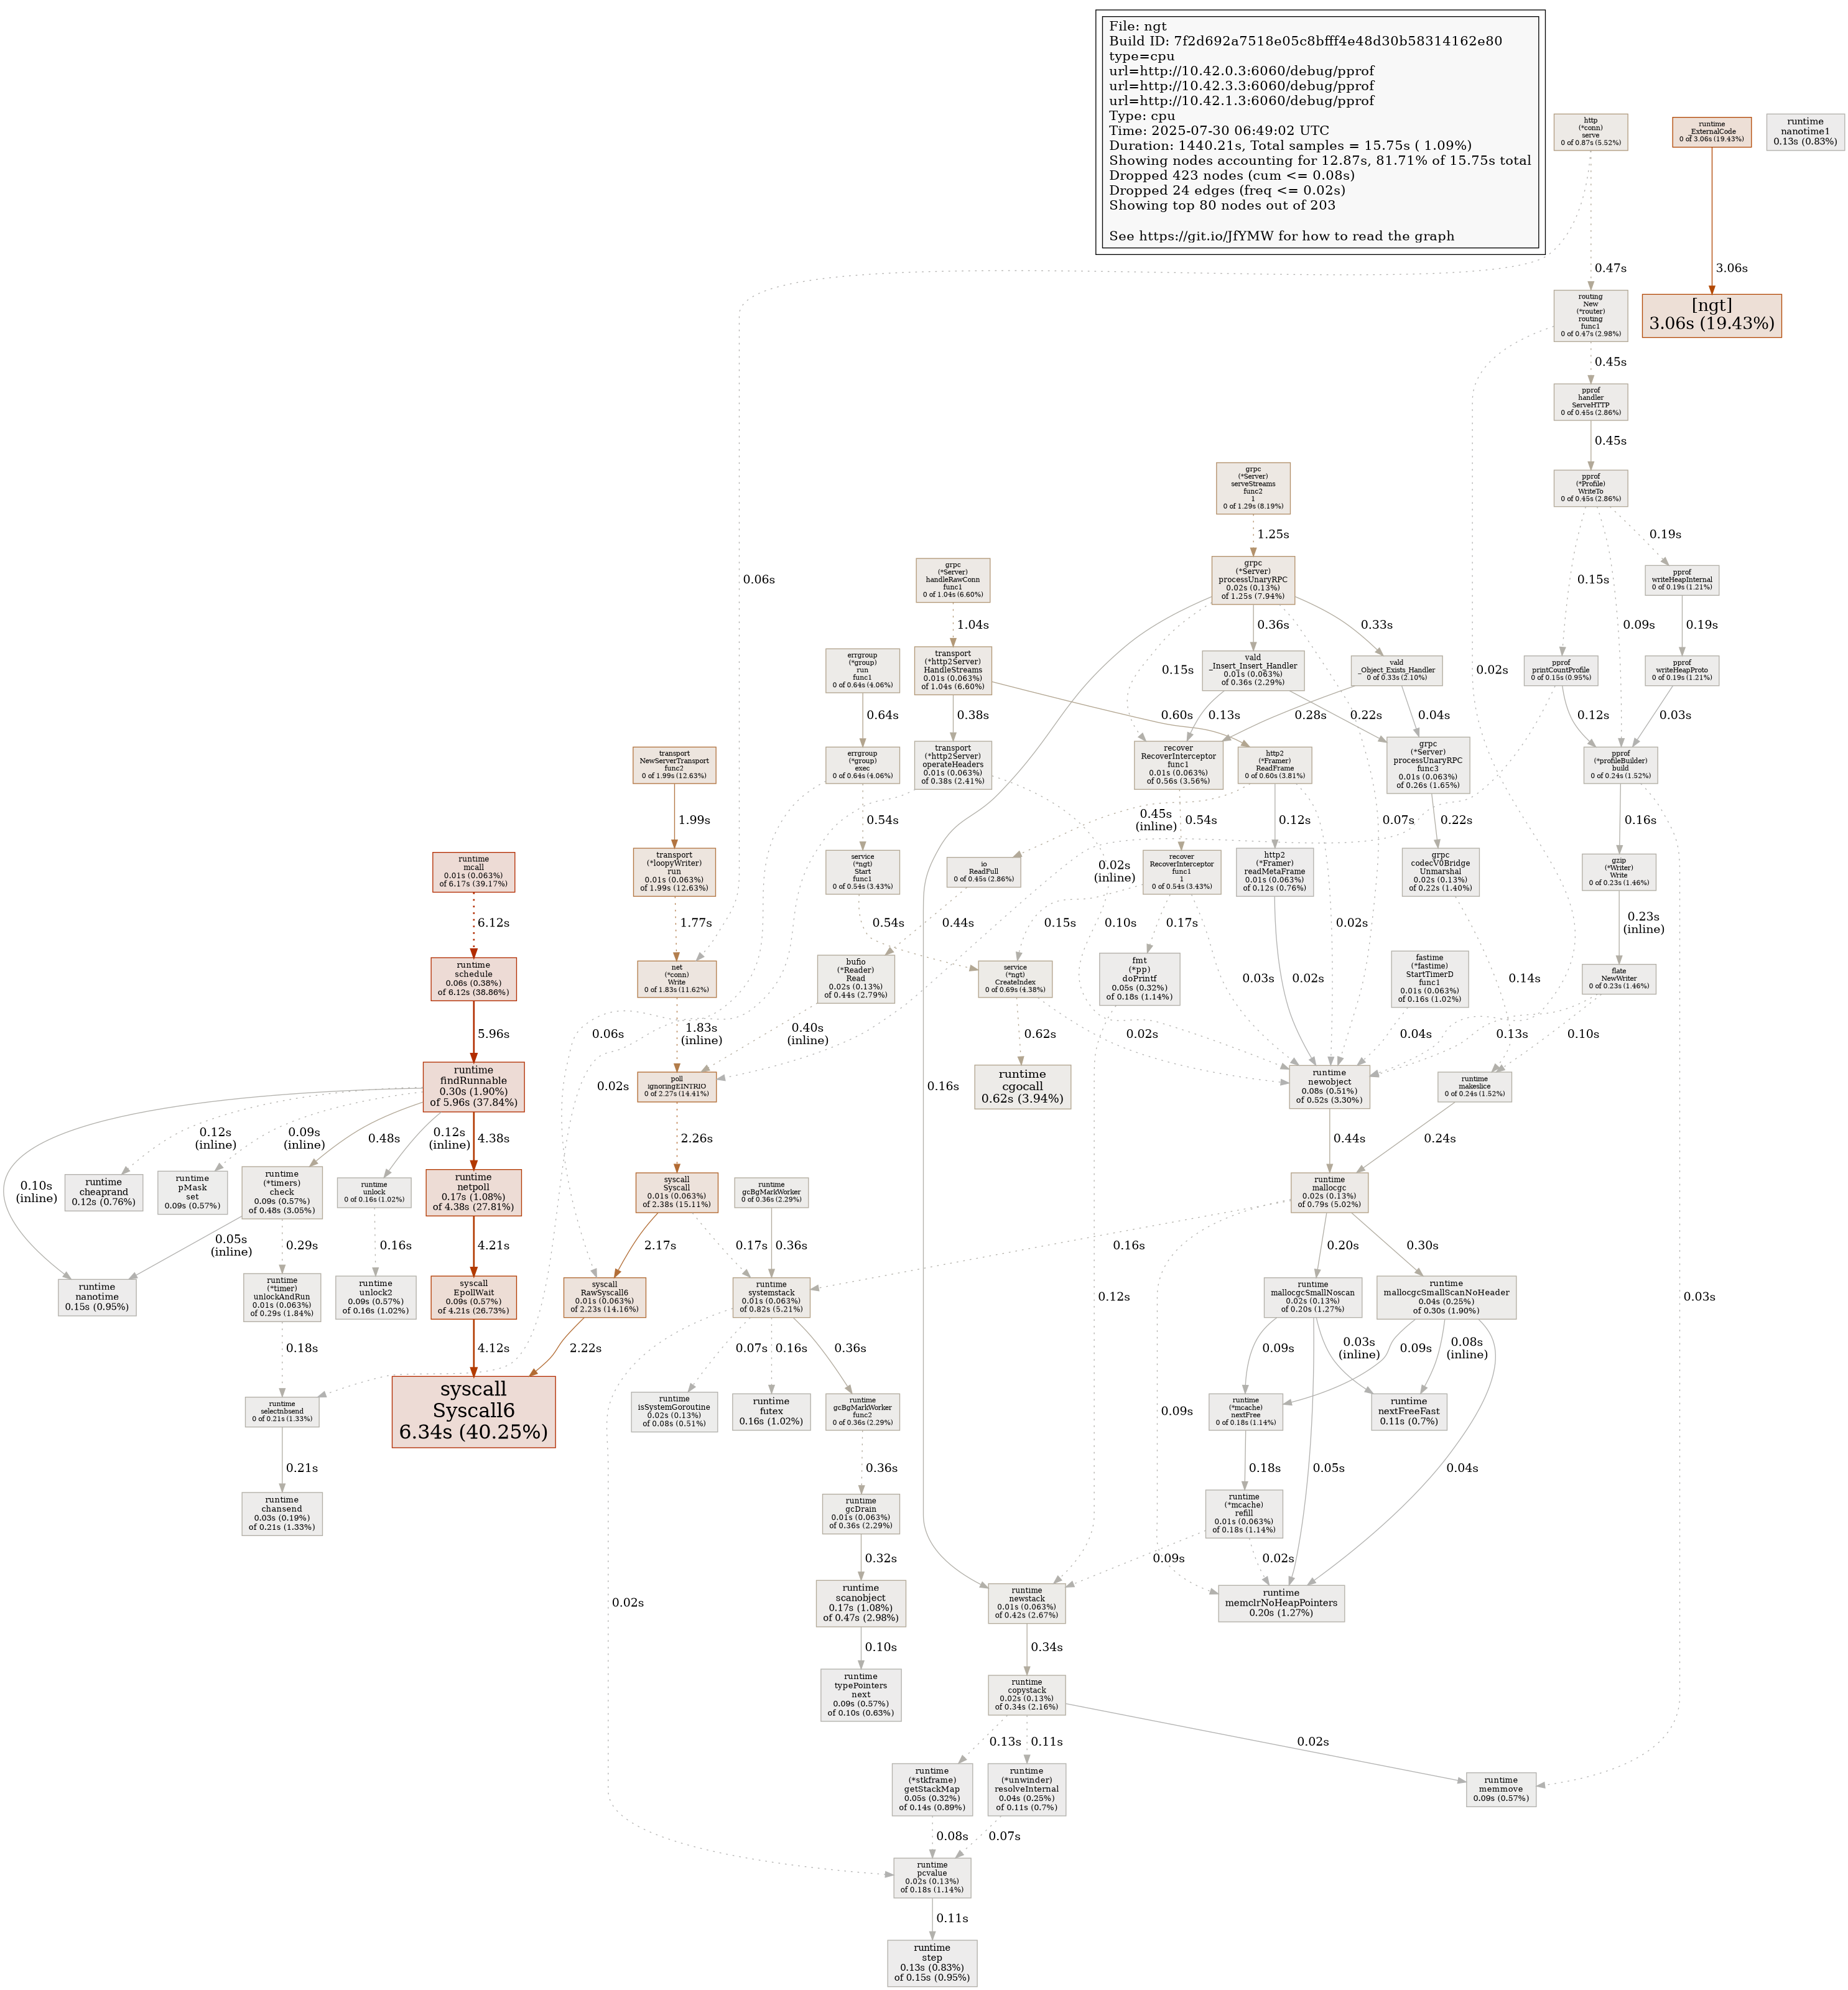 File: ngt
Build ID: 7f2d692a7518e05c8bfff4e48d30b58314162e80
type=cpu
url=http://10.42.0.3:6060/debug/pprof
url=http://10.42.3.3:6060/debug/pprof
url=http://10.42.1.3:6060/debug/pprof
Type: cpu
Time: 2025-07-30 06:49:02 UTC
Duration: 1440.21s, Total samples = 15.75s ( 1.09%)
Showing nodes accounting for 12.87s, 81.71% of 15.75s total
Dropped 423 nodes (cum <= 0.08s)
Dropped 24 edges (freq <= 0.02s)
Showing top 80 nodes out of 203
See https://git.io/JfYMW for how to read the graph
http
(*conn)
serve
0 of 0.87s (5.52%)
runtime
_ExternalCode
0 of 3.06s (19.43%)
runtime
nanotime1
0.13s (0.83%)
0.47s
3.06s
routing
New
(*router)
routing
func1
0 of 0.47s (2.98%)
[ngt]
3.06s (19.43%)
0.45s
pprof
handler
ServeHTTP
0 of 0.45s (2.86%)
0.45s
pprof
(*Profile)
WriteTo
0 of 0.45s (2.86%)
grpc
(*Server)
serveStreams
func2
1
0 of 1.29s (8.19%)
1.25s
0.19s
0.06s
0.15s
0.09s
0.02s
grpc
(*Server)
handleRawConn
func1
0 of 1.04s (6.60%)
grpc
(*Server)
processUnaryRPC
0.02s (0.13%)
of 1.25s (7.94%)
pprof
writeHeapInternal
0 of 0.19s (1.21%)
1.04s
0.36s
0.33s
0.19s
errgroup
(*group)
run
func1
0 of 0.64s (4.06%)
transport
(*http2Server)
HandleStreams
0.01s (0.063%)
of 1.04s (6.60%)
0.15s
vald
_Insert_Insert_Handler
0.01s (0.063%)
of 0.36s (2.29%)
vald
_Object_Exists_Handler
0 of 0.33s (2.10%)
pprof
printCountProfile
0 of 0.15s (0.95%)
pprof
writeHeapProto
0 of 0.19s (1.21%)
0.64s
0.38s
0.60s
0.13s
0.28s
0.22s
0.04s
0.12s
0.03s
transport
NewServerTransport
func2
0 of 1.99s (12.63%)
errgroup
(*group)
exec
0 of 0.64s (4.06%)
transport
(*http2Server)
operateHeaders
0.01s (0.063%)
of 0.38s (2.41%)
recover
RecoverInterceptor
func1
0.01s (0.063%)
of 0.56s (3.56%)
http2
(*Framer)
ReadFrame
0 of 0.60s (3.81%)
grpc
(*Server)
processUnaryRPC
func3
0.01s (0.063%)
of 0.26s (1.65%)
pprof
(*profileBuilder)
build
0 of 0.24s (1.52%)
1.99s
0.54s
0.45s
(inline)
0.54s
0.12s
0.07s
0.22s
0.16s
runtime
mcall
0.01s (0.063%)
of 6.17s (39.17%)
transport
(*loopyWriter)
run
0.01s (0.063%)
of 1.99s (12.63%)
service
(*ngt)
Start
func1
0 of 0.54s (3.43%)
io
ReadFull
0 of 0.45s (2.86%)
0.02s
(inline)
recover
RecoverInterceptor
func1
1
0 of 0.54s (3.43%)
http2
(*Framer)
readMetaFrame
0.01s (0.063%)
of 0.12s (0.76%)
grpc
codecV0Bridge
Unmarshal
0.02s (0.13%)
of 0.22s (1.40%)
gzip
(*Writer)
Write
0 of 0.23s (1.46%)
6.12s
1.77s
0.54s
0.44s
0.10s
0.15s
0.17s
0.02s
0.23s
(inline)
runtime
schedule
0.06s (0.38%)
of 6.12s (38.86%)
net
(*conn)
Write
0 of 1.83s (11.62%)
bufio
(*Reader)
Read
0.02s (0.13%)
of 0.44s (2.79%)
service
(*ngt)
CreateIndex
0 of 0.69s (4.38%)
fmt
(*pp)
doPrintf
0.05s (0.32%)
of 0.18s (1.14%)
0.03s
0.02s
fastime
(*fastime)
StartTimerD
func1
0.01s (0.063%)
of 0.16s (1.02%)
0.14s
flate
NewWriter
0 of 0.23s (1.46%)
5.96s
0.06s
1.83s
(inline)
0.40s
(inline)
0.62s
0.02s
0.04s
0.13s
0.10s
runtime
findRunnable
0.30s (1.90%)
of 5.96s (37.84%)
0.02s
poll
ignoringEINTRIO
0 of 2.27s (14.41%)
0.16s
runtime
cgocall
0.62s (3.94%)
runtime
newobject
0.08s (0.51%)
of 0.52s (3.30%)
runtime
makeslice
0 of 0.24s (1.52%)
0.10s
(inline)
0.12s
(inline)
0.09s
(inline)
0.48s
0.12s
(inline)
4.38s
2.26s
0.44s
0.24s
runtime
cheaprand
0.12s (0.76%)
runtime
pMask
set
0.09s (0.57%)
runtime
(*timers)
check
0.09s (0.57%)
of 0.48s (3.05%)
runtime
unlock
0 of 0.16s (1.02%)
runtime
netpoll
0.17s (1.08%)
of 4.38s (27.81%)
syscall
Syscall
0.01s (0.063%)
of 2.38s (15.11%)
runtime
gcBgMarkWorker
0 of 0.36s (2.29%)
runtime
mallocgc
0.02s (0.13%)
of 0.79s (5.02%)
0.05s
(inline)
0.29s
0.16s
4.21s
2.17s
0.17s
0.36s
0.16s
0.20s
0.30s
runtime
nanotime
0.15s (0.95%)
runtime
(*timer)
unlockAndRun
0.01s (0.063%)
of 0.29s (1.84%)
runtime
unlock2
0.09s (0.57%)
of 0.16s (1.02%)
syscall
EpollWait
0.09s (0.57%)
of 4.21s (26.73%)
syscall
RawSyscall6
0.01s (0.063%)
of 2.23s (14.16%)
runtime
systemstack
0.01s (0.063%)
of 0.82s (5.21%)
0.12s
runtime
mallocgcSmallNoscan
0.02s (0.13%)
of 0.20s (1.27%)
runtime
mallocgcSmallScanNoHeader
0.04s (0.25%)
of 0.30s (1.90%)
0.03s
0.18s
4.12s
2.22s
0.07s
0.16s
0.36s
0.09s
0.03s
(inline)
0.09s
0.08s
(inline)
runtime
selectnbsend
0 of 0.21s (1.33%)
syscall
Syscall6
6.34s (40.25%)
runtime
isSystemGoroutine
0.02s (0.13%)
of 0.08s (0.51%)
runtime
futex
0.16s (1.02%)
runtime
gcBgMarkWorker
func2
0 of 0.36s (2.29%)
0.09s
runtime
(*mcache)
nextFree
0 of 0.18s (1.14%)
runtime
nextFreeFast
0.11s (0.7%)
0.21s
0.36s
0.18s
0.05s
0.04s
runtime
chansend
0.03s (0.19%)
of 0.21s (1.33%)
runtime
gcDrain
0.01s (0.063%)
of 0.36s (2.29%)
runtime
(*mcache)
refill
0.01s (0.063%)
of 0.18s (1.14%)
0.32s
0.09s
0.02s
0.02s
runtime
scanobject
0.17s (1.08%)
of 0.47s (2.98%)
runtime
newstack
0.01s (0.063%)
of 0.42s (2.67%)
runtime
memclrNoHeapPointers
0.20s (1.27%)
0.10s
0.34s
runtime
typePointers
next
0.09s (0.57%)
of 0.10s (0.63%)
runtime
copystack
0.02s (0.13%)
of 0.34s (2.16%)
0.13s
0.11s
0.02s
runtime
(*stkframe)
getStackMap
0.05s (0.32%)
of 0.14s (0.89%)
runtime
(*unwinder)
resolveInternal
0.04s (0.25%)
of 0.11s (0.7%)
runtime
memmove
0.09s (0.57%)
0.08s
0.07s
runtime
pcvalue
0.02s (0.13%)
of 0.18s (1.14%)
0.11s
runtime
step
0.13s (0.83%)
of 0.15s (0.95%)